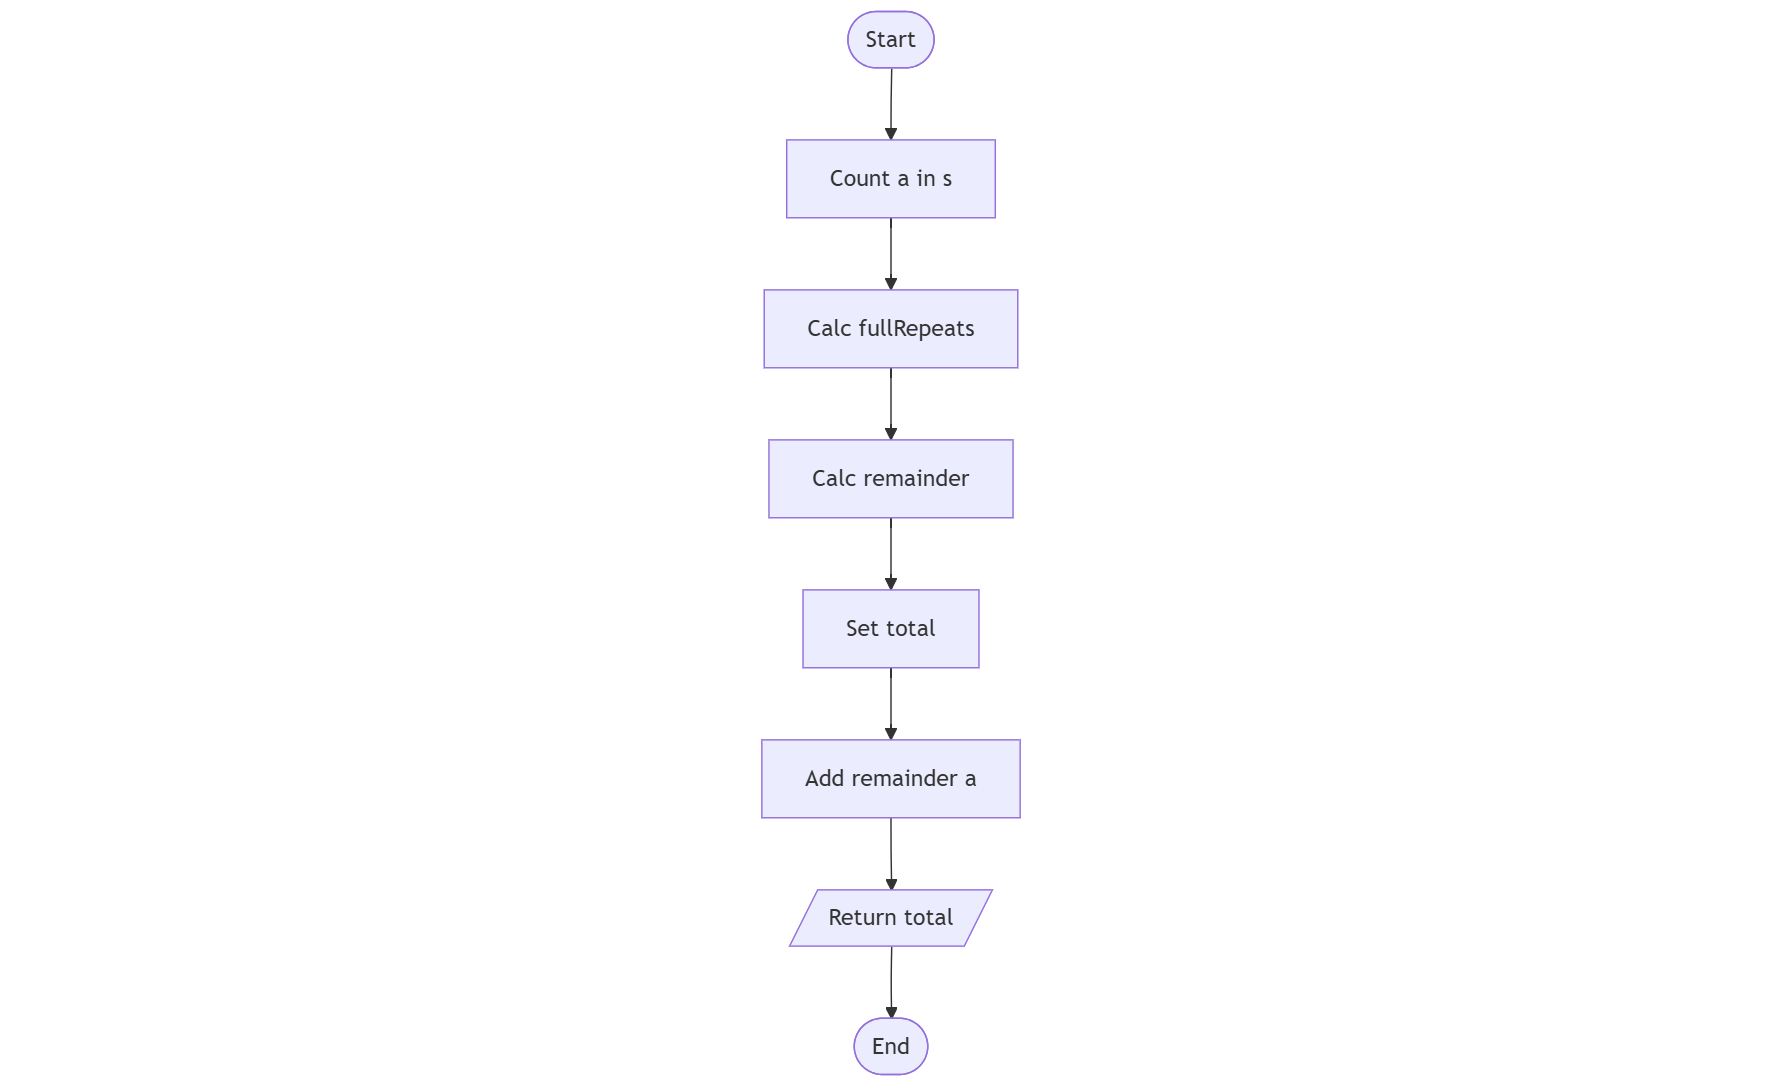 Start
Count a in s
Calc fullRepeats
Calc remainder
Set total
Add remainder a
Return total
End